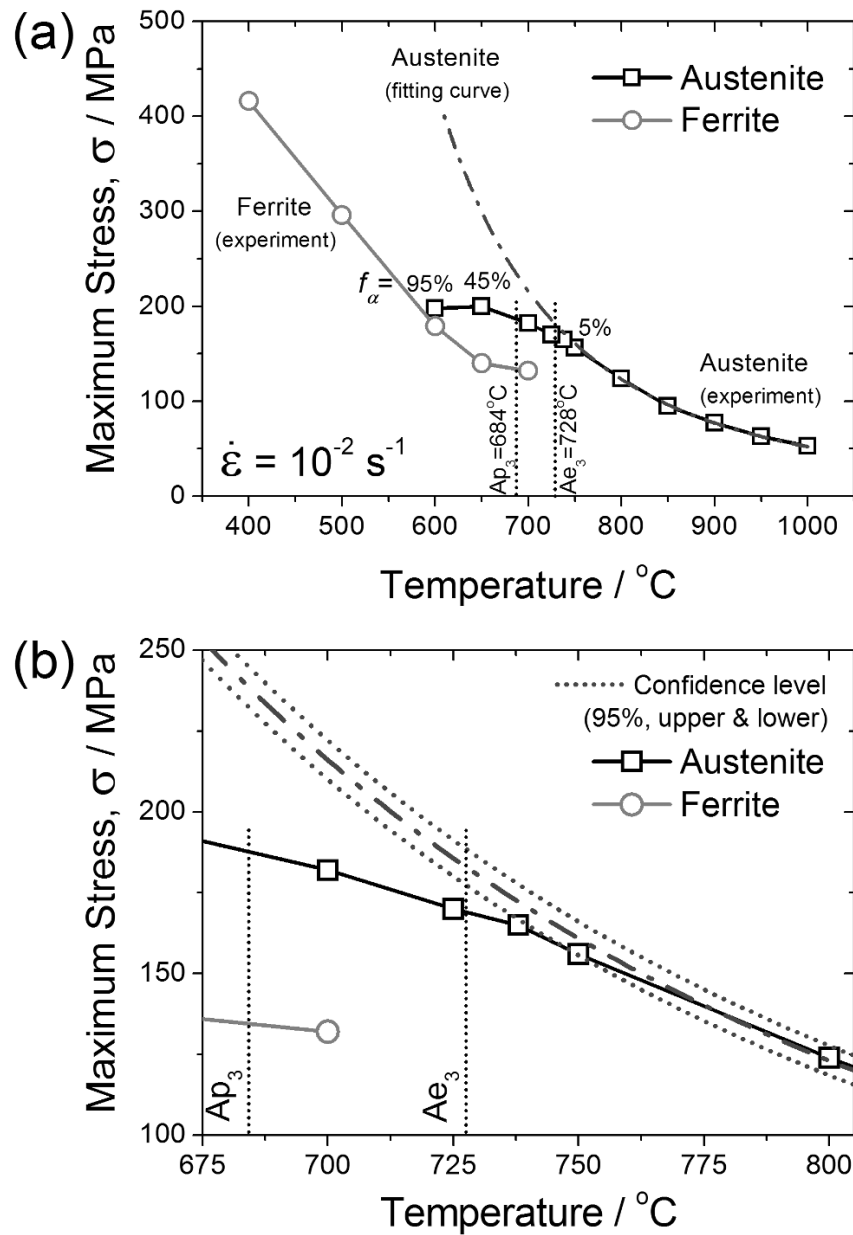 (a)
500
400
300
200
100
0
Maximum Stress, σ / MPa
Austenite
(fitting curve)
Austenite
Ferrite
Ferrite
(experiment)
fα= 95% 45%
5%
Austenite
(experiment)
Ap3=684°C
Ae3=728°C
ε̇ = 10⁻² s⁻¹
400 500 600 700 800 900 1000
Temperature / °C
(b)
250
200
150
100
Maximum Stress, σ / MPa
Confidence level
(95%, upper & lower)
Austenite
Ferrite
Ap3
Ae3
675 700 725 750 775 800
Temperature / °C